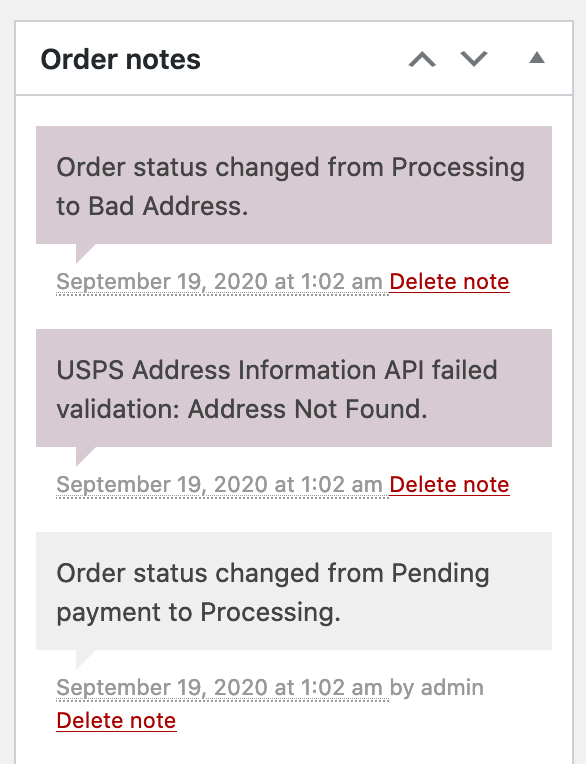 Order notes
Order status changed from Processing
to Bad Address.
September 19, 2020 at 1:02 am Delete note
USPS Address Information API failed
validation: Address Not Found.
September 19, 2020 at 1:02 am Delete note
Order status changed from Pending
payment to Processing.
September 19, 2020 at 1:02 am by admin
Delete note